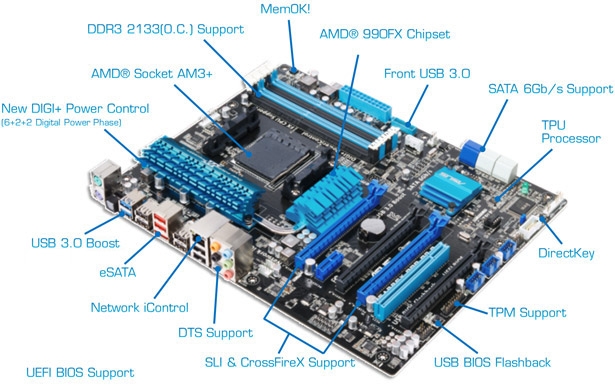 MemOK!
DDR3 2133(O.C.) Support
AMD® 990FX Chipset
AMD® Socket AM3+
Front USB 3.0
SATA 6Gb/s Support
New DIGI+ Power Control
(6+2+2 Digital Power Phase)
TPU
Processor
USB 3.0 Boost
eSATA
DirectKey
Network iControl
TPM Support
DTS Support
SLI & CrossFireX Support
USB BIOS Flashback
UEFI BIOS Support